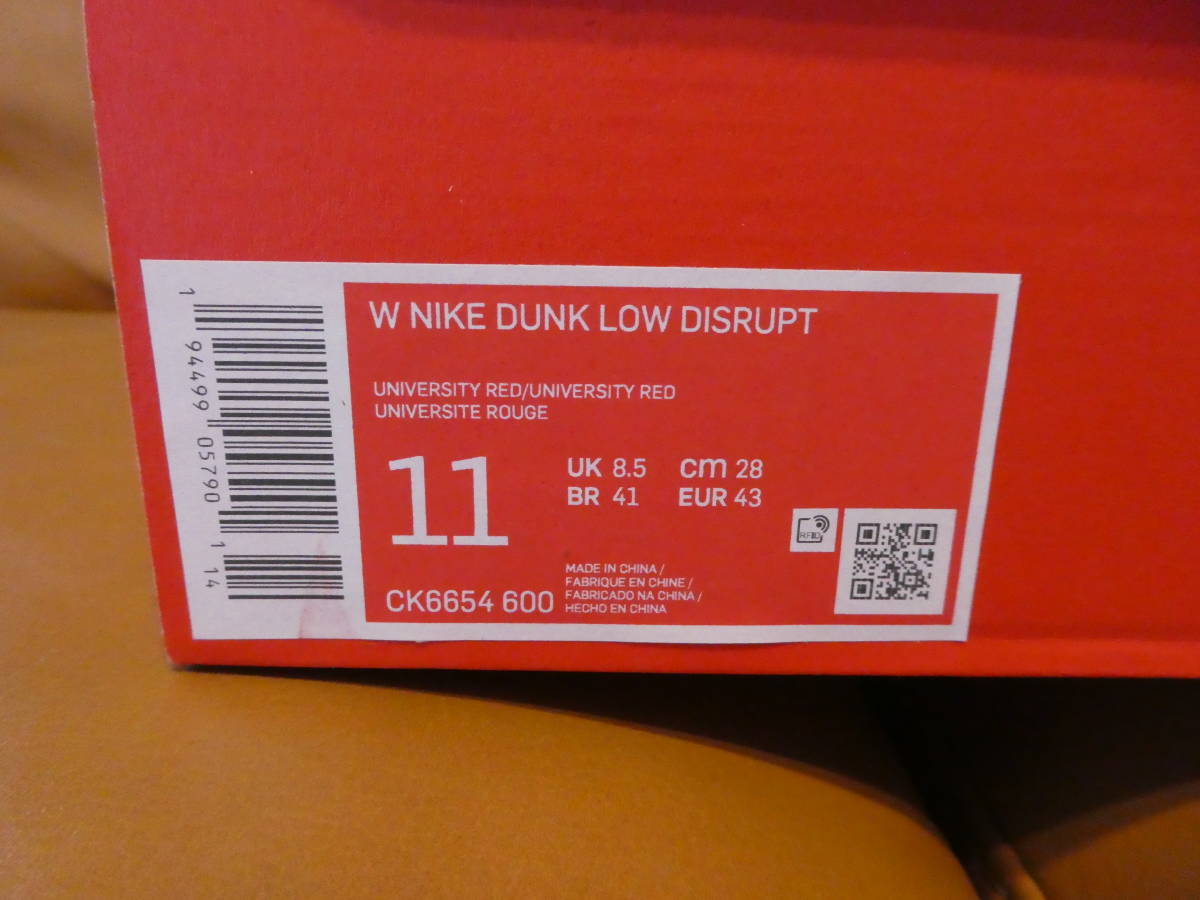 W NIKE DUNK LOW DISRUPT
UNIVERSITY RED/UNIVERSITY RED
UNIVERSITE ROUGE
11
UK 8.5 cm 28
BR 41 EUR 43
CK6654 600
MADE IN CHINA /
FABRIQUE EN CHINE /
FABRICADO NA CHINA /
HECHO EN CHINA
RFID
1 94499 05790 1 14